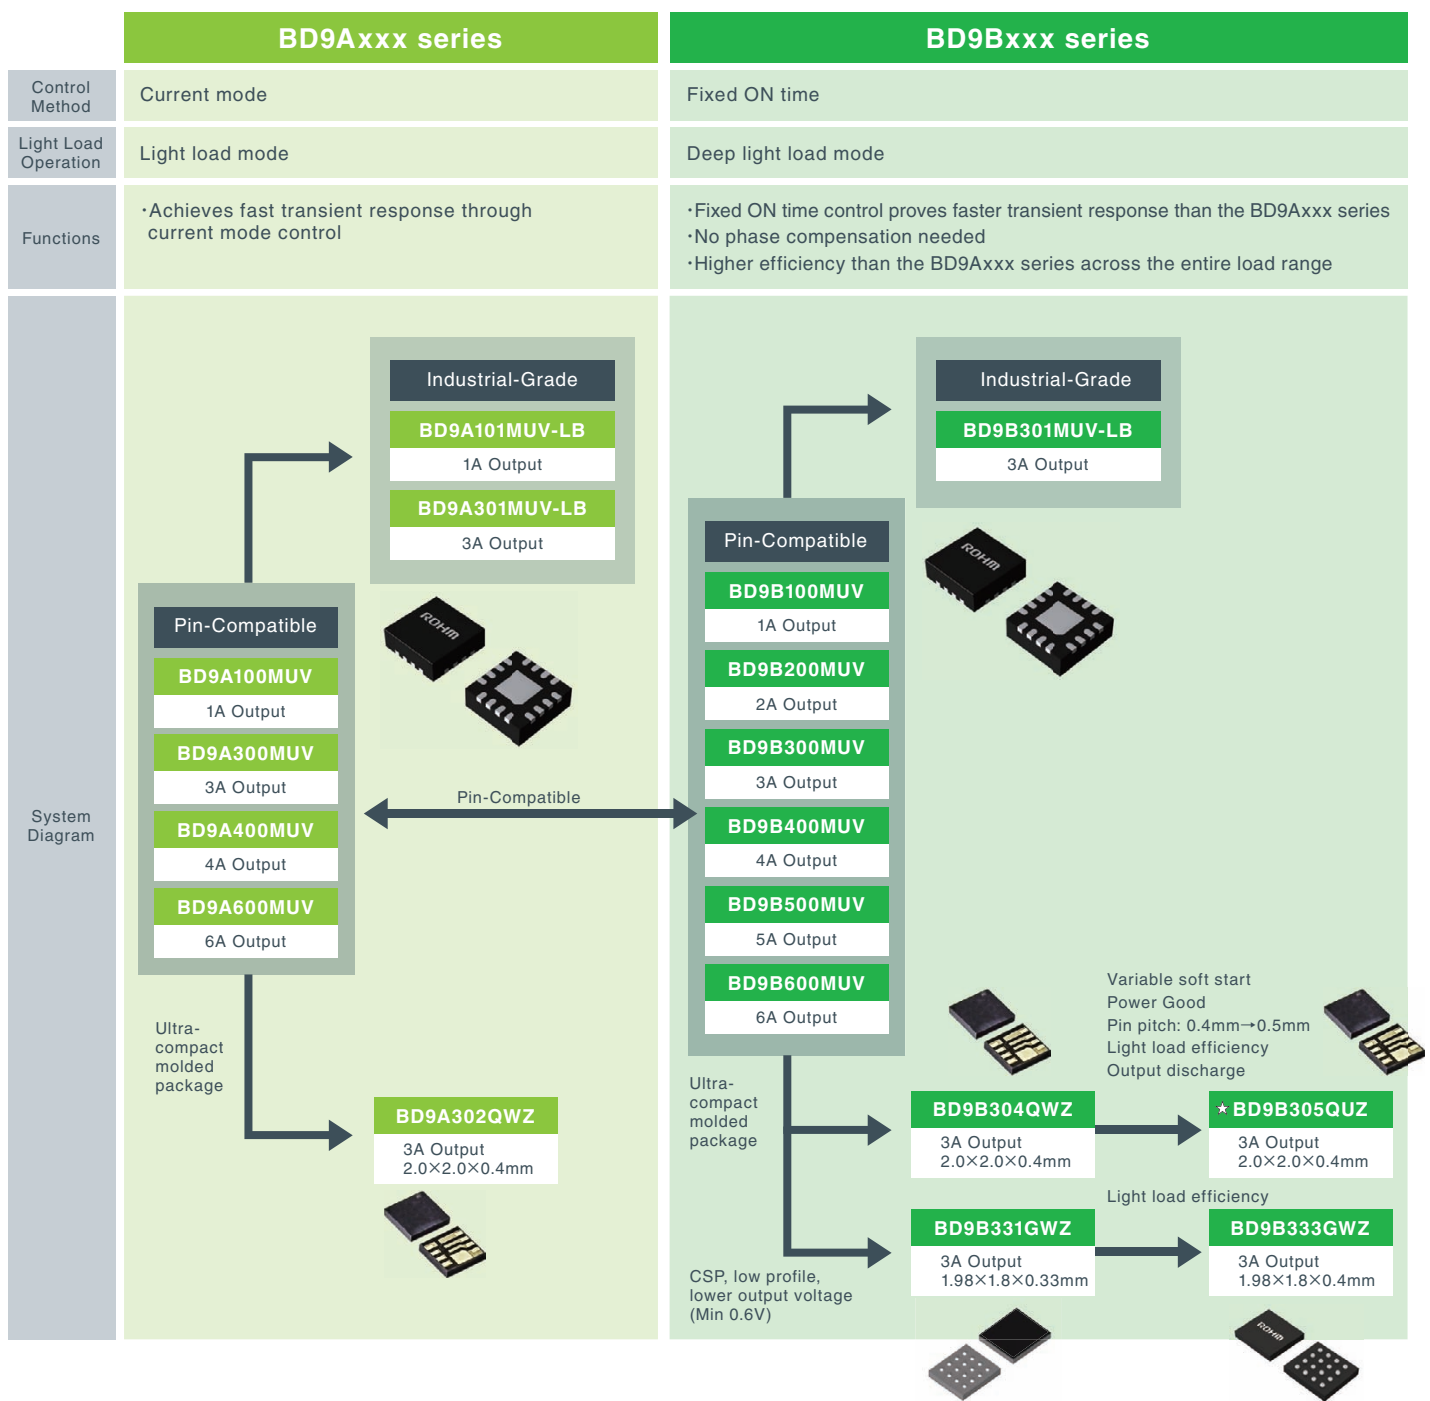 BD9Axxx series
BD9Bxxx series
Control
Method
Current mode
Fixed ON time
Light Load
Operation
Light load mode
Deep light load mode
Functions
・Achieves fast transient response through
current mode control
・Fixed ON time control proves faster transient response than the BD9Axxx series
・No phase compensation needed
・Higher efficiency than the BD9Axxx series across the entire load range
System
Diagram
Industrial-Grade
BD9A101MUV-LB
1A Output
BD9A301MUV-LB
3A Output
Pin-Compatible
BD9A100MUV
1A Output
BD9A300MUV
3A Output
BD9A400MUV
4A Output
BD9A600MUV
6A Output
ROHM
Pin-Compatible
Ultra-
compact
molded
package
BD9A302QWZ
3A Output
2.0×2.0×0.4mm
Industrial-Grade
BD9B301MUV-LB
3A Output
Pin-Compatible
BD9B100MUV
1A Output
BD9B200MUV
2A Output
BD9B300MUV
3A Output
BD9B400MUV
4A Output
BD9B500MUV
5A Output
BD9B600MUV
6A Output
ROHM
Variable soft start
Power Good
Pin pitch: 0.4mm→0.5mm
Light load efficiency
Output discharge
Ultra-
compact
molded
package
BD9B304QWZ
3A Output
2.0×2.0×0.4mm
☆BD9B305QUZ
3A Output
2.0×2.0×0.4mm
Light load efficiency
BD9B331GWZ
3A Output
1.98×1.8×0.33mm
BD9B333GWZ
3A Output
1.98×1.8×0.4mm
CSP, low profile,
lower output voltage
(Min 0.6V)
ROHM